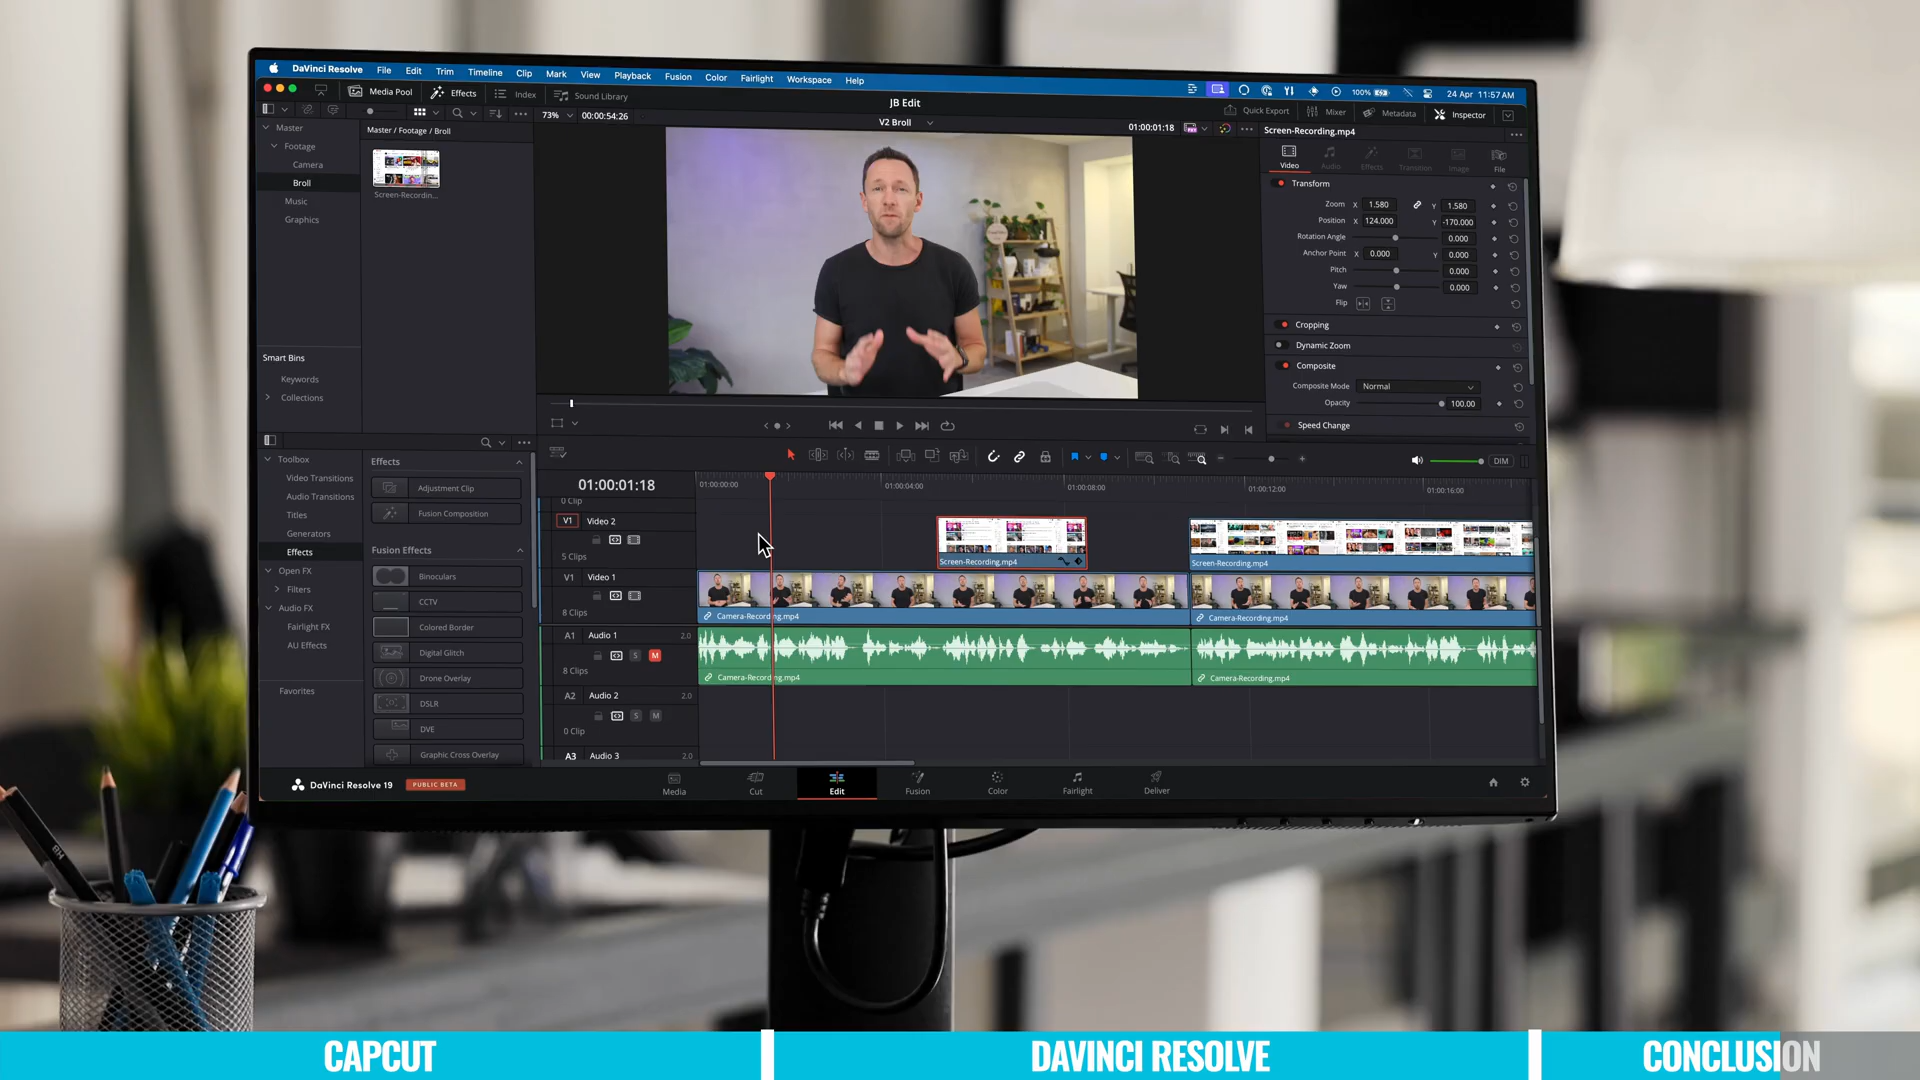 DaVinci Resolve File Edit Trim Timeline Clip Mark View Playback Fusion Color Fairlight Workspace Help
100% 24 Apr 11:57 AM
Media Pool Effects Index Sound Library
JB Edit
Quick Export Mixer Metadata Inspector
73% 00:00:54:26
V2 Broll
01:00:01:18
Screen-Recording.mp4
Master
Footage
Camera
Broll
Music
Graphics
Master / Footage / Broll
Screen-Recordin...
Smart Bins
Keywords
Collections
Video Audio Effects Transition Image File
Transform
Zoom X 1.580 Y 1.580
Position X 124.000 Y -170.000
Rotation Angle 0.000
Anchor Point X 0.000 Y 0.000
Pitch 0.000
Yaw 0.000
Flip
Cropping
Dynamic Zoom
Composite
Composite Mode Normal
Opacity 100.00
Speed Change
Toolbox
Video Transitions
Audio Transitions
Titles
Generators
Effects
Open FX
Filters
Audio FX
Fairlight FX
AU Effects
Favorites
Effects
Adjustment Clip
Fusion Composition
Fusion Effects
Binoculars
CCTV
Colored Border
Digital Glitch
Drone Overlay
DSLR
DVE
Graphic Cross Overlay
DIM
01:00:01:18
01:00:00:00 01:00:04:00 01:00:08:00 01:00:12:00 01:00:16:00
0 Clip
V1 Video 2
5 Clips
Screen-Recording.mp4 Screen-Recording.mp4
V1 Video 1
8 Clips
Camera-Recording.mp4 Camera-Recording.mp4
A1 Audio 1 2.0
S M
8 Clips
Camera-Recording.mp4 Camera-Recording.mp4
A2 Audio 2 2.0
S M
0 Clip
A3 Audio 3 2.0
DaVinci Resolve 19 PUBLIC BETA
Media Cut Edit Fusion Color Fairlight Deliver
HB
CAPCUT DAVINCI RESOLVE CONCLUSION